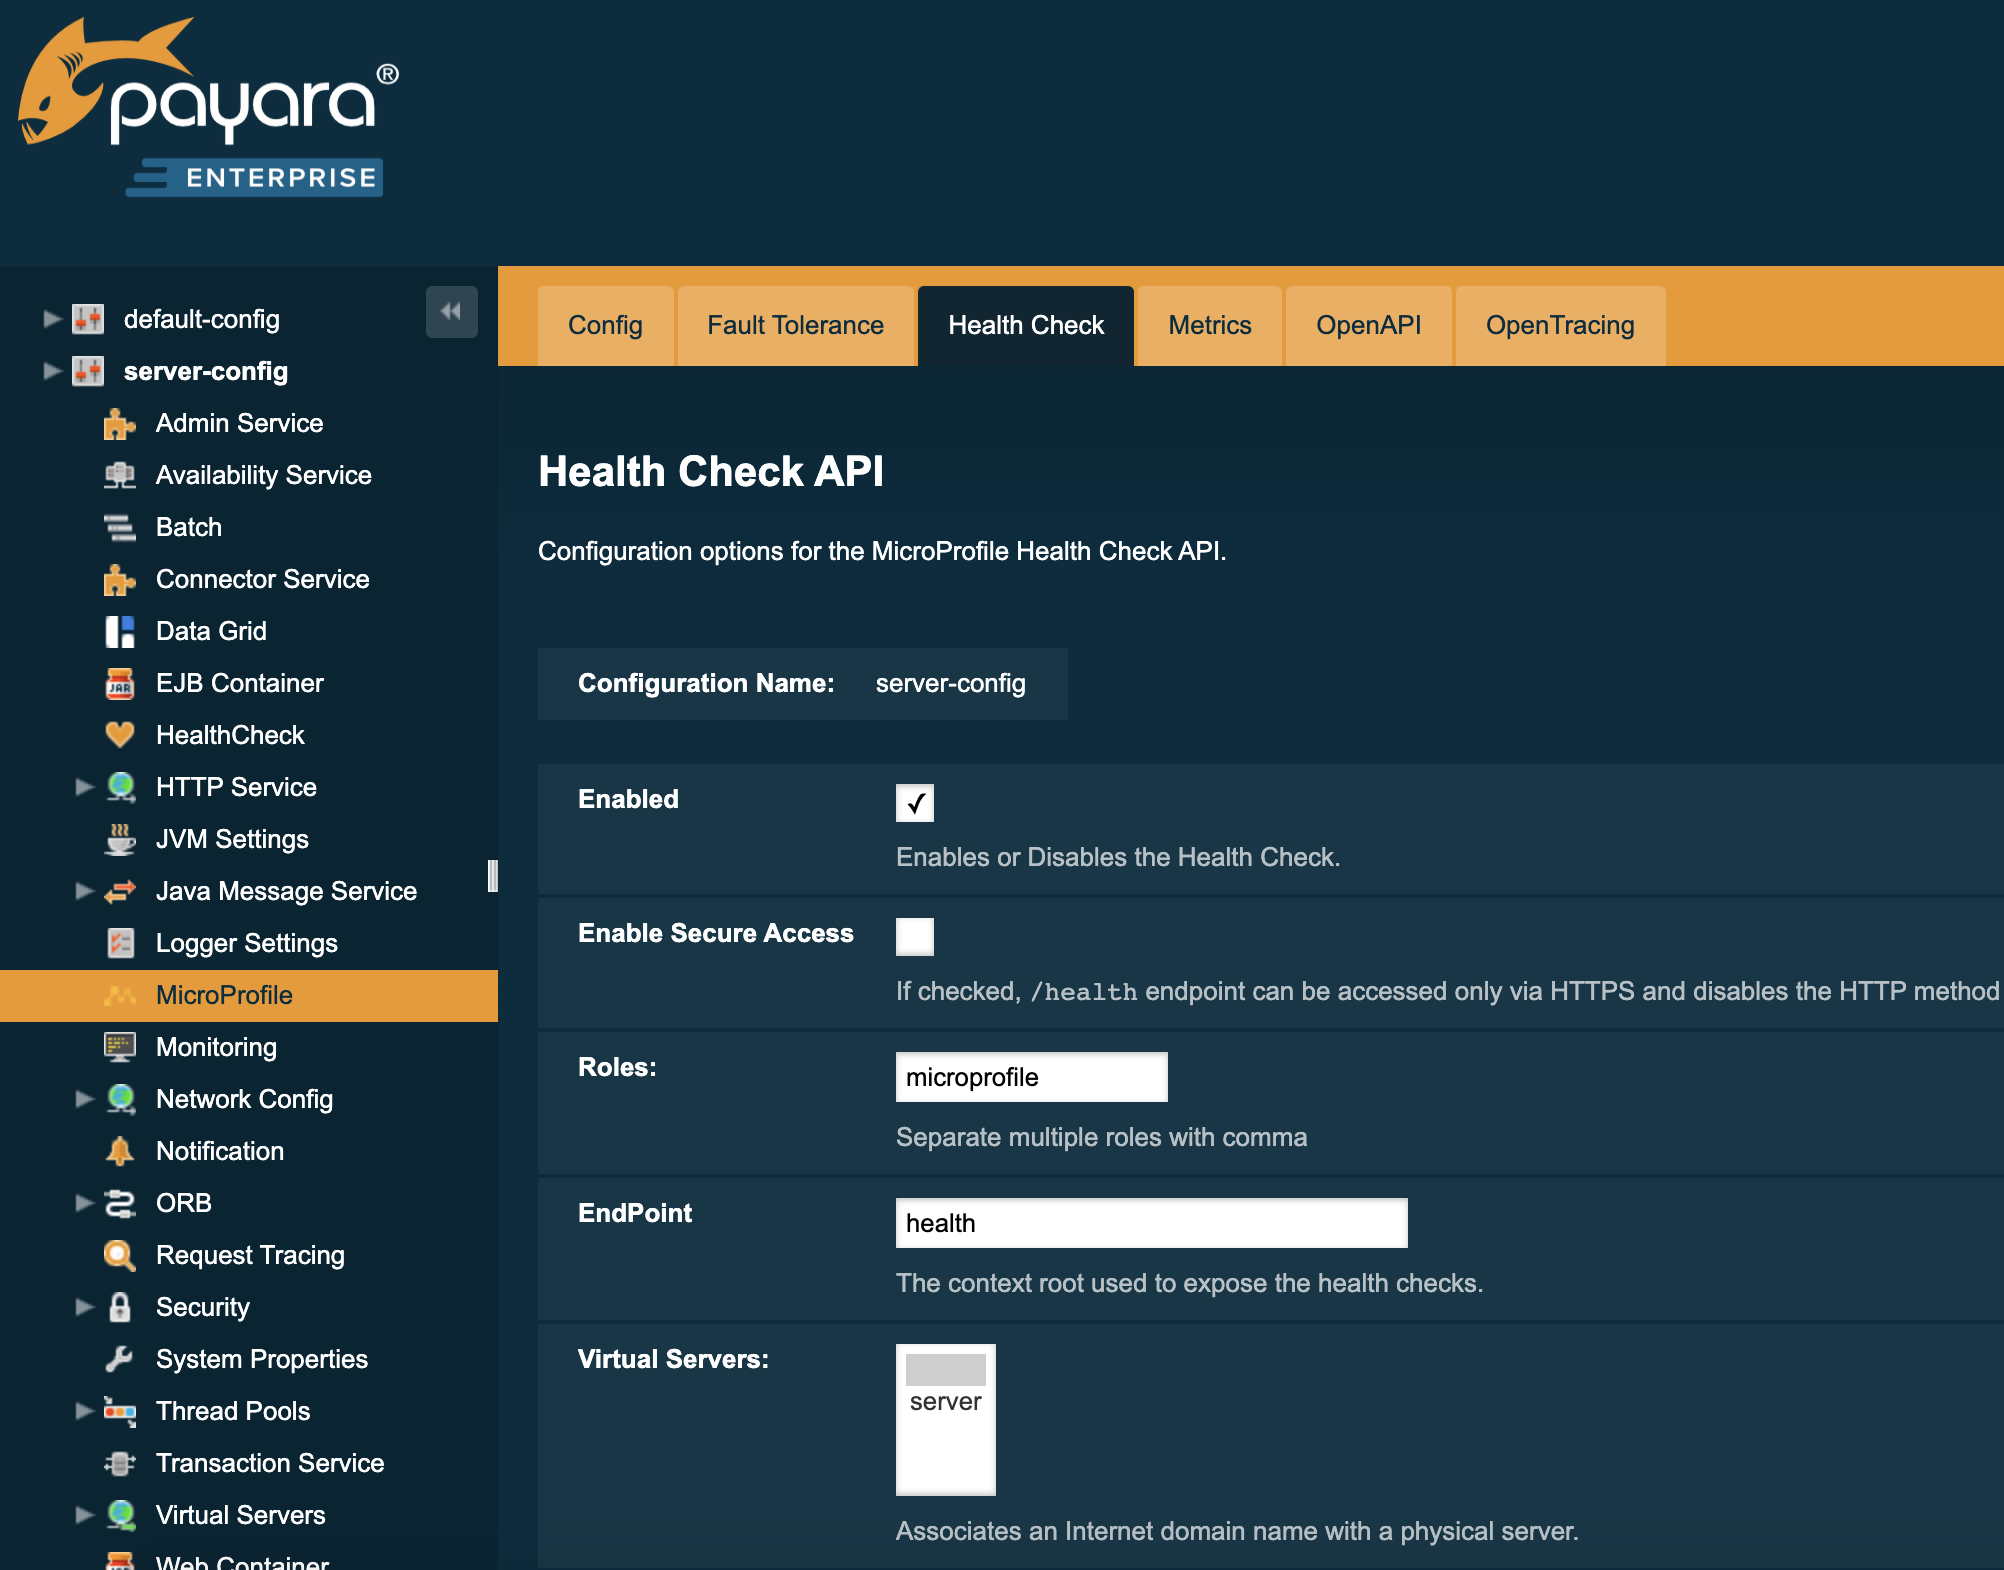 payara®
ENTERPRISE
default-config
server-config
Admin Service
Availability Service
Batch
Connector Service
Data Grid
JAR
EJB Container
HealthCheck
HTTP Service
JVM Settings
Java Message Service
Logger Settings
MicroProfile
Monitoring
Network Config
Notification
ORB
Request Tracing
Security
System Properties
Thread Pools
Transaction Service
Virtual Servers
Web Container
Config Fault Tolerance Health Check Metrics OpenAPI OpenTracing
Health Check API
Configuration options for the MicroProfile Health Check API.
Configuration Name: server-config
Enabled
Enables or Disables the Health Check.
Enable Secure Access
If checked, /health endpoint can be accessed only via HTTPS and disables the HTTP method
Roles: microprofile
Separate multiple roles with comma
EndPoint health
The context root used to expose the health checks.
Virtual Servers:
server
Associates an Internet domain name with a physical server.